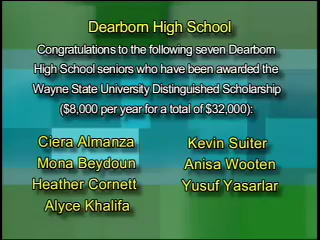 Dearborn High School
Congratulations to the following seven Dearborn
High School seniors who have been awarded the
Wayne State University Distinguished Scholarship
($8,000 per year for a total of $32,000):
Ciera Almanza
Mona Beydoun
Heather Cornett
Alyce Khalifa
Kevin Suiter
Anisa Wooten
Yusuf Yasarlar